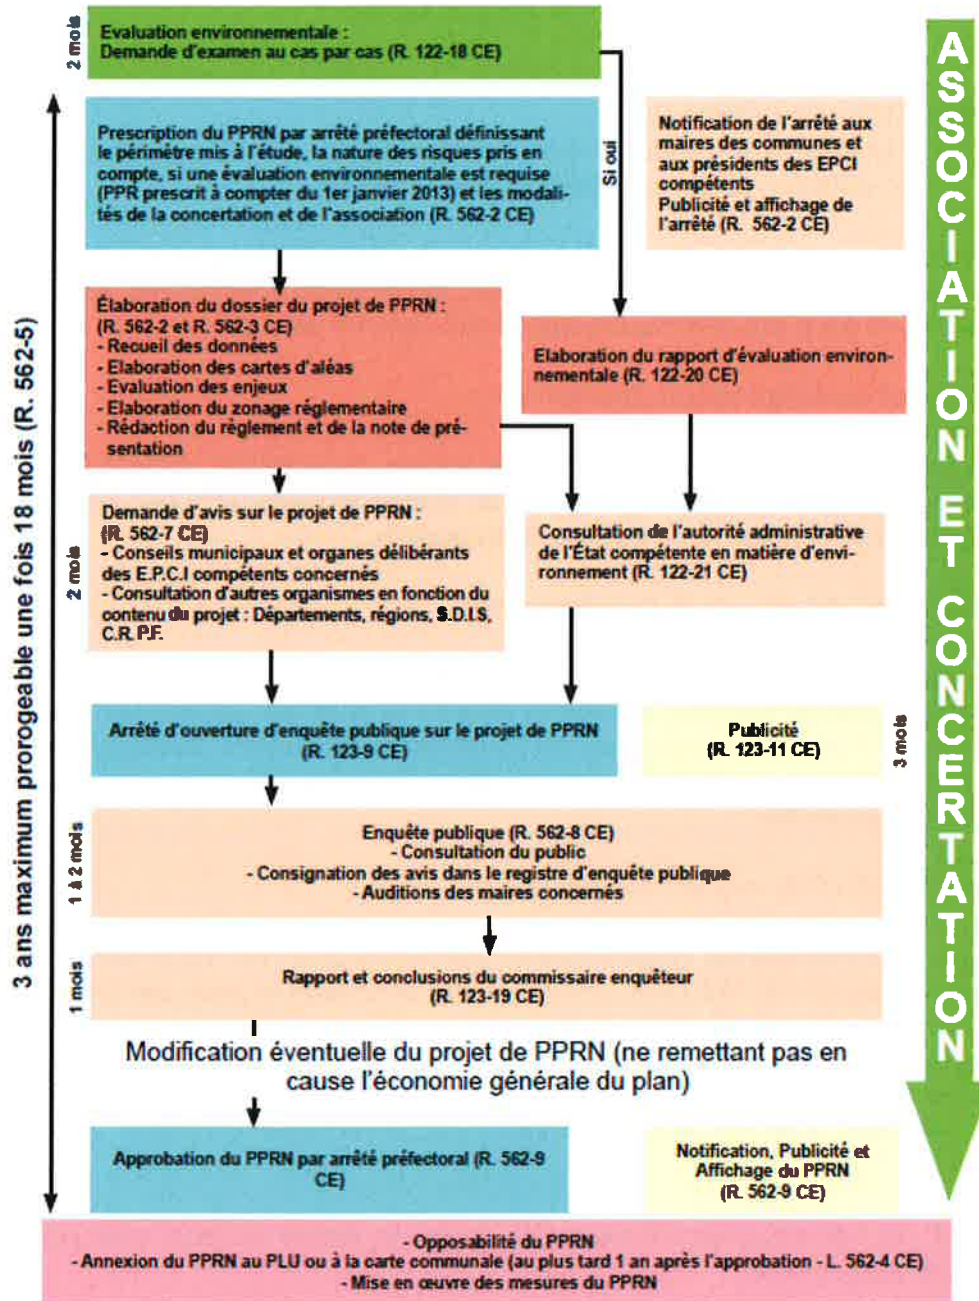 2 mois
Evaluation environnementale :
Demande d'examen au cas par cas (R. 122-18 CE)
3 ans maximum prorogeable une fois 18 mois (R. 562-5)
Prescription du PPRN par arrêté préfectoral définissant
le périmètre mis à l'étude, la nature des risques pris en
compte, si une évaluation environnementale est requise
(PPR prescrit à compter du 1er janvier 2013) et les modali-
tés de la concertation et de l'association (R. 562-2 CE)
Si oui
Notification de l'arrêté aux
maires des communes et
aux présidents des EPCI
compétents
Publicité et affichage de
l'arrêté (R. 562-2 CE)
Élaboration du dossier du projet de PPRN :
(R. 562-2 et R. 562-3 CE)
- Recueil des données
- Elaboration des cartes d'aléas
- Evaluation des enjeux
- Elaboration du zonage réglementaire
- Rédaction du règlement et de la note de pré-
sentation
Elaboration du rapport d'évaluation environ-
nementale (R. 122-20 CE)
2 mois
Demande d'avis sur le projet de PPRN :
(R. 562-7 CE)
- Conseils municipaux et organes délibérants
des E.P.C.I compétents concernés
- Consultation d'autres organismes en fonction du
contenu du projet : Départements, régions, S.D.I.S,
C.R.P.F.
Consultation de l'autorité administrative
de l'État compétente en matière d'envi-
ronnement (R. 122-21 CE)
Arrêté d'ouverture d'enquête publique sur le projet de PPRN
(R. 123-9 CE)
Publicité
(R. 123-11 CE)
3 mois
1 à 2 mois
Enquête publique (R. 562-8 CE)
- Consultation du public
- Consignation des avis dans le registre d'enquête publique
- Auditions des maires concernés
1 mois
Rapport et conclusions du commissaire enquêteur
(R. 123-19 CE)
Modification éventuelle du projet de PPRN (ne remettant pas en
cause l'économie générale du plan)
Approbation du PPRN par arrêté préfectoral (R. 562-9
CE)
Notification, Publicité et
Affichage du PPRN
(R. 562-9 CE)
- Opposabilité du PPRN
- Annexion du PPRN au PLU ou à la carte communale (au plus tard 1 an après l'approbation - L. 562-4 CE)
- Mise en œuvre des mesures du PPRN
ASSOCIATION ET CONCERTATION